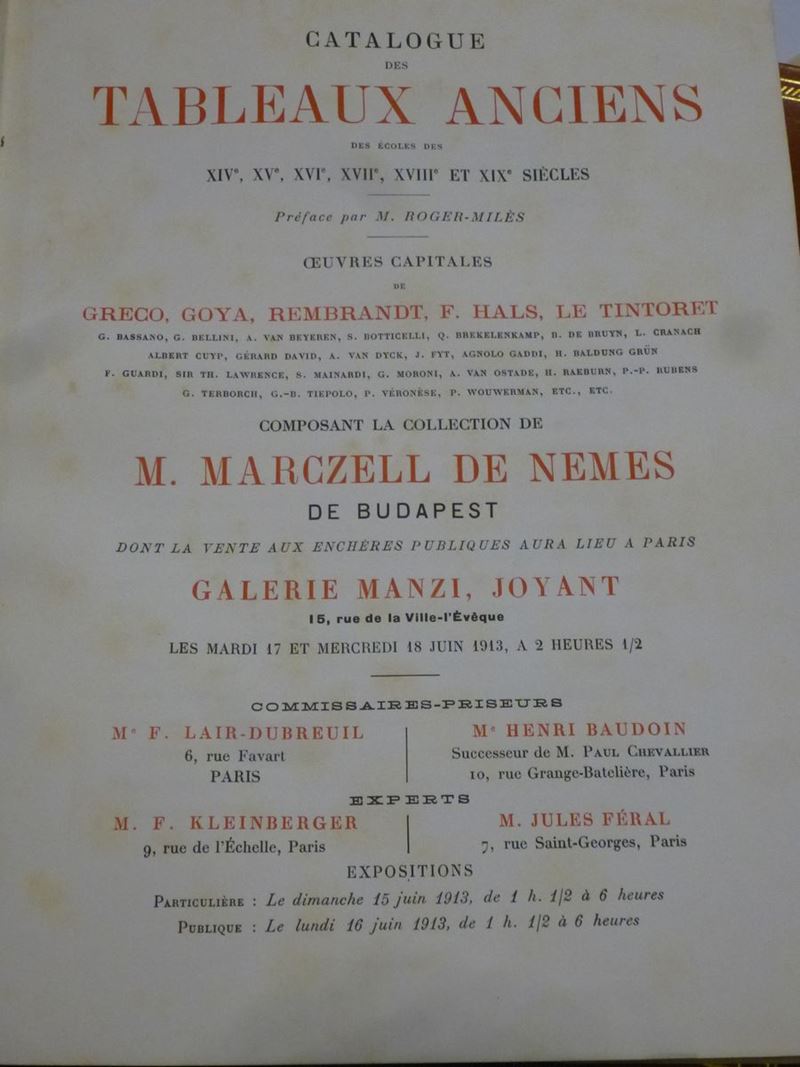 CATALOGUE
DES
TABLEAUX ANCIENS
DES ÉCOLES DES
XIVe, XVe, XVIe, XVIIe, XVIIIe ET XIXe SIÈCLES
Préface par M. ROGER-MILÈS
ŒUVRES CAPITALES
DE
GRECO, GOYA, REMBRANDT, F. HALS, LE TINTORET
G. BASSANO, G. BELLINI, A. VAN BEYEREN, S. BOTTICELLI, Q. BREKELENKAMP, B. DE BRUYN, L. CRANACH
ALBERT CUYP, GÉRARD DAVID, A. VAN DYCK, J. FYT, AGNOLO GADDI, H. BALDUNG GRÜN
F. GUARDI, SIR TH. LAWRENCE, S. MAINARDI, G. MORONI, A. VAN OSTADE, H. RAEBURN, P.-P. RUBENS
G. TERBORCH, G.-B. TIEPOLO, P. VÉRONÈSE, P. WOUWERMAN, ETC., ETC.
COMPOSANT LA COLLECTION DE
M. MARCZELL DE NEMES
DE BUDAPEST
DONT LA VENTE AUX ENCHÈRES PUBLIQUES AURA LIEU A PARIS
GALERIE MANZI, JOYANT
15, rue de la Ville-l'Évêque
LES MARDI 17 ET MERCREDI 18 JUIN 1913, A 2 HEURES 1/2
COMMISSAIRES-PRISEURS
Me F. LAIR-DUBREUIL
6, rue Favart
PARIS
Me HENRI BAUDOIN
Successeur de M. PAUL CHEVALLIER
10, rue Grange-Batelière, Paris
EXPERTS
M. F. KLEINBERGER
9, rue de l'Échelle, Paris
M. JULES FÉRAL
7, rue Saint-Georges, Paris
EXPOSITIONS
PARTICULIÈRE : Le dimanche 15 juin 1913, de 1 h. 1/2 à 6 heures
PUBLIQUE : Le lundi 16 juin 1913, de 1 h. 1/2 à 6 heures